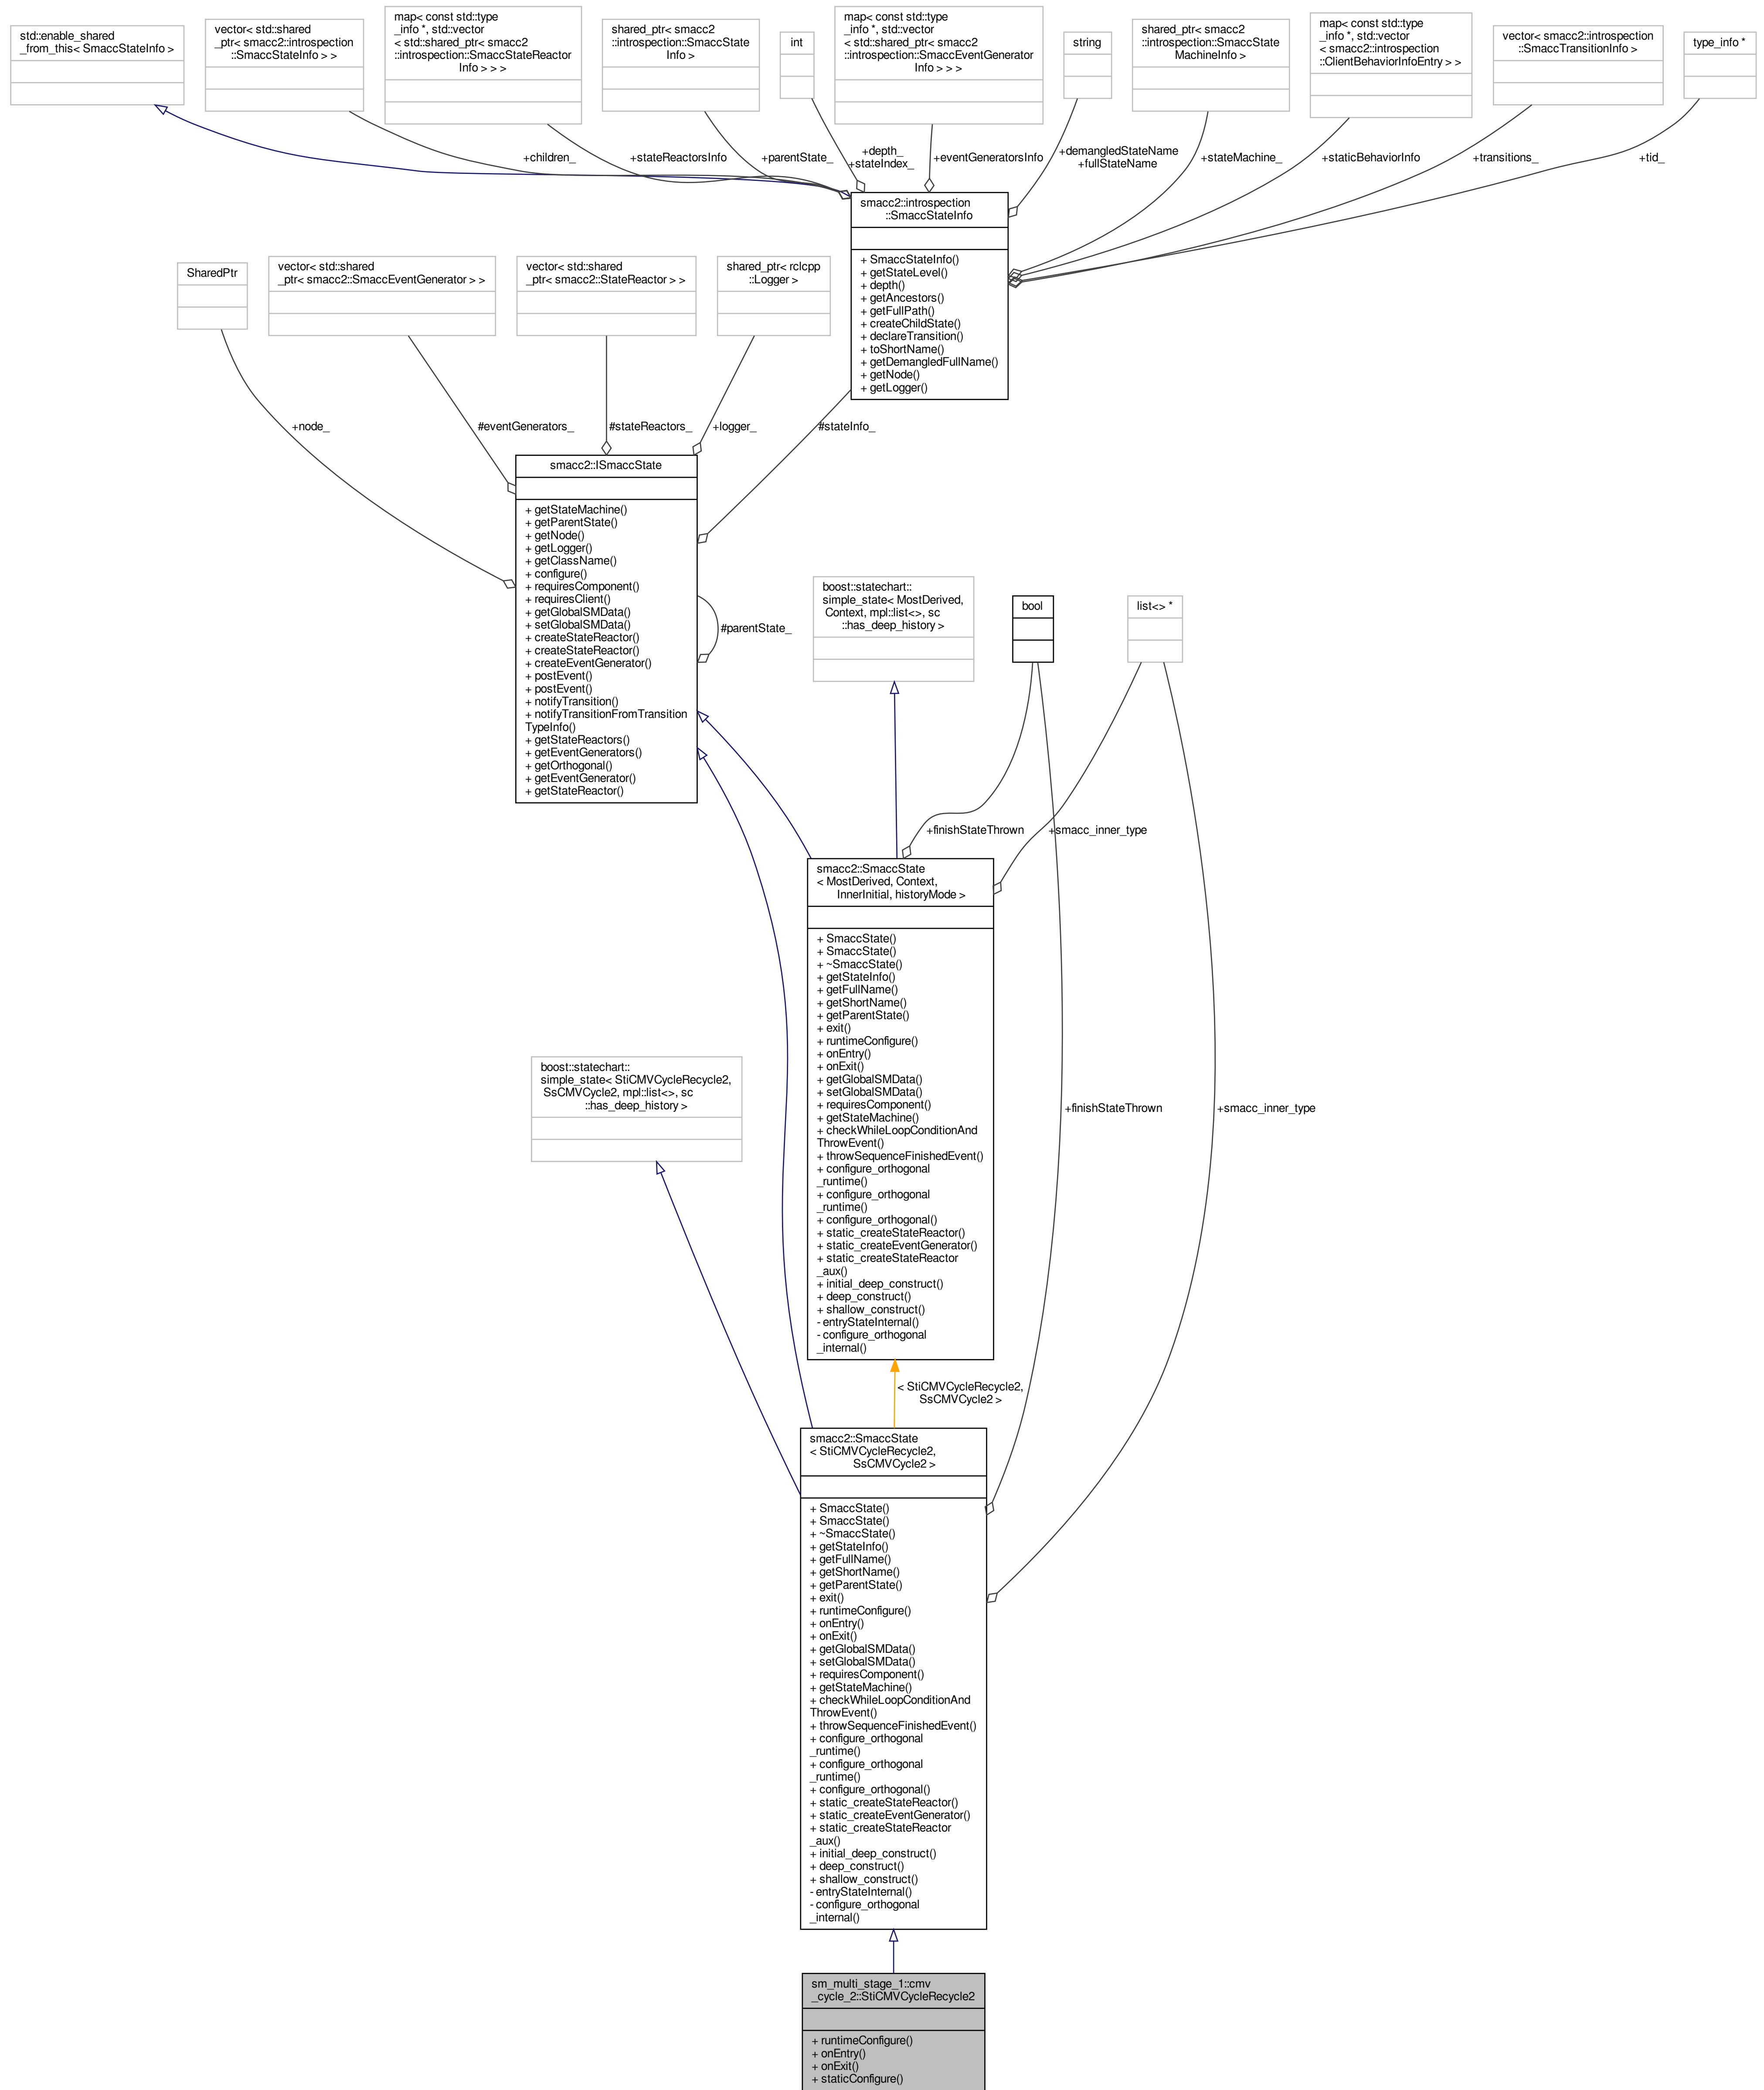 std::enable_shared
_from_this< SmaccStateInfo >
vector< std::shared
_ptr< smacc2::introspection
::SmaccStateInfo > >
map< const std::type
_info *, std::vector
< std::shared_ptr< smacc2
::introspection::SmaccStateReactor
Info > > >
shared_ptr< smacc2
::introspection::SmaccState
Info >
int
map< const std::type
_info *, std::vector
< std::shared_ptr< smacc2
::introspection::SmaccEventGenerator
Info > > >
string
shared_ptr< smacc2
::introspection::SmaccState
MachineInfo >
map< const std::type
_info *, std::vector
< smacc2::introspection
::ClientBehaviorInfoEntry > >
vector< smacc2::introspection
::SmaccTransitionInfo >
type_info *
+children_
+stateReactorsInfo
+parentState_
+depth_
+stateIndex_
+eventGeneratorsInfo
+demangledStateName
+fullStateName
+stateMachine_
+staticBehaviorInfo
+transitions_
+tid_
smacc2::introspection
::SmaccStateInfo
+ SmaccStateInfo()
+ getStateLevel()
+ depth()
+ getAncestors()
+ getFullPath()
+ createChildState()
+ declareTransition()
+ toShortName()
+ getDemangledFullName()
+ getNode()
+ getLogger()
SharedPtr
vector< std::shared
_ptr< smacc2::SmaccEventGenerator > >
vector< std::shared
_ptr< smacc2::StateReactor > >
shared_ptr< rclcpp
::Logger >
+node_
#eventGenerators_
#stateReactors_
+logger_
#stateInfo_
smacc2::ISmaccState
+ getStateMachine()
+ getParentState()
+ getNode()
+ getLogger()
+ getClassName()
+ configure()
+ requiresComponent()
+ requiresClient()
+ getGlobalSMData()
+ setGlobalSMData()
+ createStateReactor()
+ createStateReactor()
+ createEventGenerator()
+ postEvent()
+ postEvent()
+ notifyTransition()
+ notifyTransitionFromTransition
TypeInfo()
+ getStateReactors()
+ getEventGenerators()
+ getOrthogonal()
+ getEventGenerator()
+ getStateReactor()
#parentState_
boost::statechart::
simple_state< MostDerived,
Context, mpl::list<>, sc
::has_deep_history >
bool
list<> *
+finishStateThrown
+smacc_inner_type
smacc2::SmaccState
< MostDerived, Context,
InnerInitial, historyMode >
+ SmaccState()
+ SmaccState()
+ ~SmaccState()
+ getStateInfo()
+ getFullName()
+ getShortName()
+ getParentState()
+ exit()
+ runtimeConfigure()
+ onEntry()
+ onExit()
+ getGlobalSMData()
+ setGlobalSMData()
+ requiresComponent()
+ getStateMachine()
+ checkWhileLoopConditionAnd
ThrowEvent()
+ throwSequenceFinishedEvent()
+ configure_orthogonal
_runtime()
+ configure_orthogonal
_runtime()
+ configure_orthogonal()
+ static_createStateReactor()
+ static_createEventGenerator()
+ static_createStateReactor
_aux()
+ initial_deep_construct()
+ deep_construct()
+ shallow_construct()
- entryStateInternal()
- configure_orthogonal
_internal()
boost::statechart::
simple_state< StiCMVCycleRecycle2,
SsCMVCycle2, mpl::list<>, sc
::has_deep_history >
+finishStateThrown
+smacc_inner_type
< StiCMVCycleRecycle2,
SsCMVCycle2 >
smacc2::SmaccState
< StiCMVCycleRecycle2,
SsCMVCycle2 >
+ SmaccState()
+ SmaccState()
+ ~SmaccState()
+ getStateInfo()
+ getFullName()
+ getShortName()
+ getParentState()
+ exit()
+ runtimeConfigure()
+ onEntry()
+ onExit()
+ getGlobalSMData()
+ setGlobalSMData()
+ requiresComponent()
+ getStateMachine()
+ checkWhileLoopConditionAnd
ThrowEvent()
+ throwSequenceFinishedEvent()
+ configure_orthogonal
_runtime()
+ configure_orthogonal
_runtime()
+ configure_orthogonal()
+ static_createStateReactor()
+ static_createEventGenerator()
+ static_createStateReactor
_aux()
+ initial_deep_construct()
+ deep_construct()
+ shallow_construct()
- entryStateInternal()
- configure_orthogonal
_internal()
sm_multi_stage_1::cmv
_cycle_2::StiCMVCycleRecycle2
+ runtimeConfigure()
+ onEntry()
+ onExit()
+ staticConfigure()